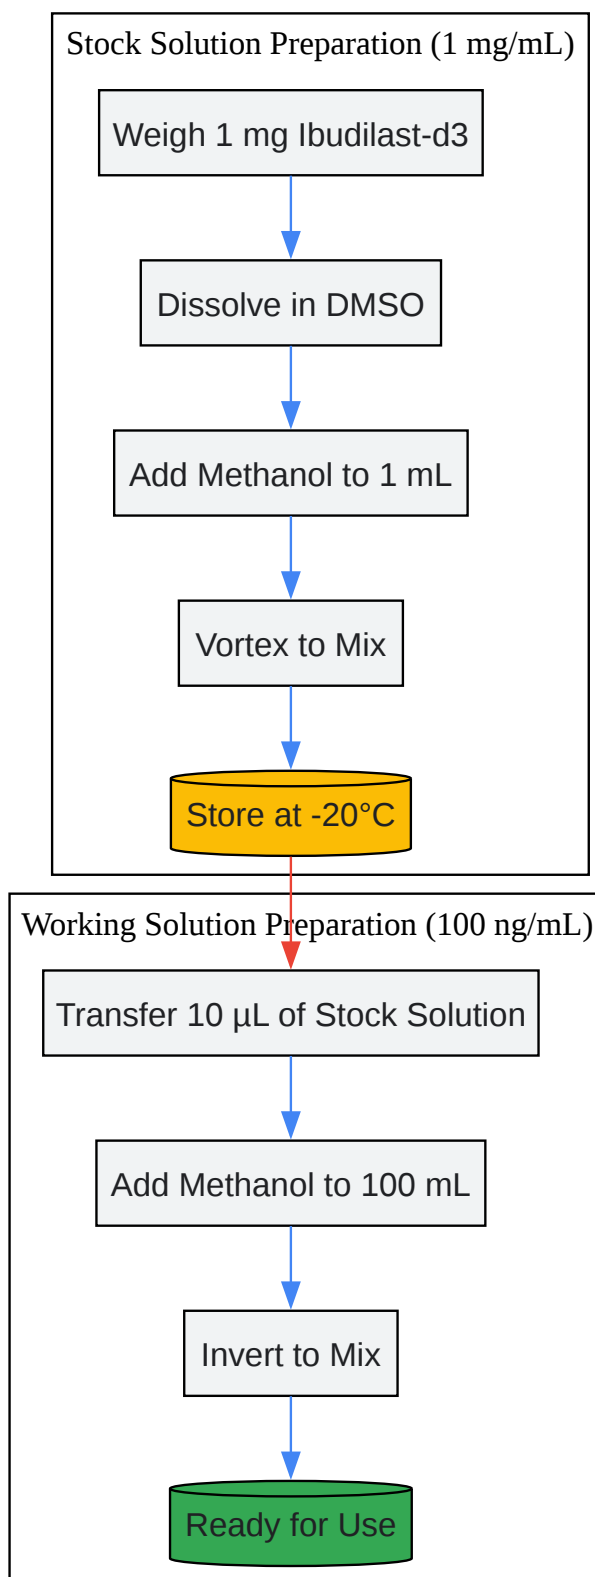 Stock Solution Preparation (1 mg/mL)
Weigh 1 mg Ibudilast-d3
Dissolve in DMSO
Add Methanol to 1 mL
Vortex to Mix
Store at -20°C
Working Solution Preparation (100 ng/mL)
Transfer 10 µL of Stock Solution
Add Methanol to 100 mL
Invert to Mix
Ready for Use